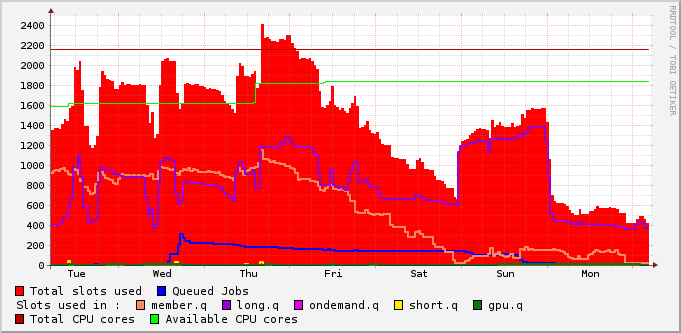 2400
2200
2000
1800
1600
1400
1200
1000
800
600
400
200
0
Tue Wed Thu Fri Sat Sun Mon
RRDTOOL / TOBI OETIKER
Total slots used Queued Jobs
Slots used in : member.q long.q ondemand.q short.q gpu.q
Total CPU cores Available CPU cores